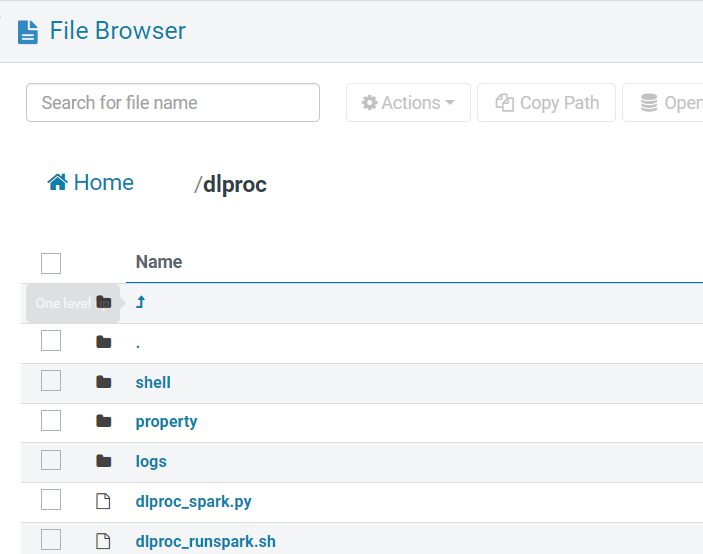 File Browser
Search for file name
Actions
Copy Path
Open
Home
/dlproc
Name
One level
.
shell
property
logs
dlproc_spark.py
dlproc_runspark.sh